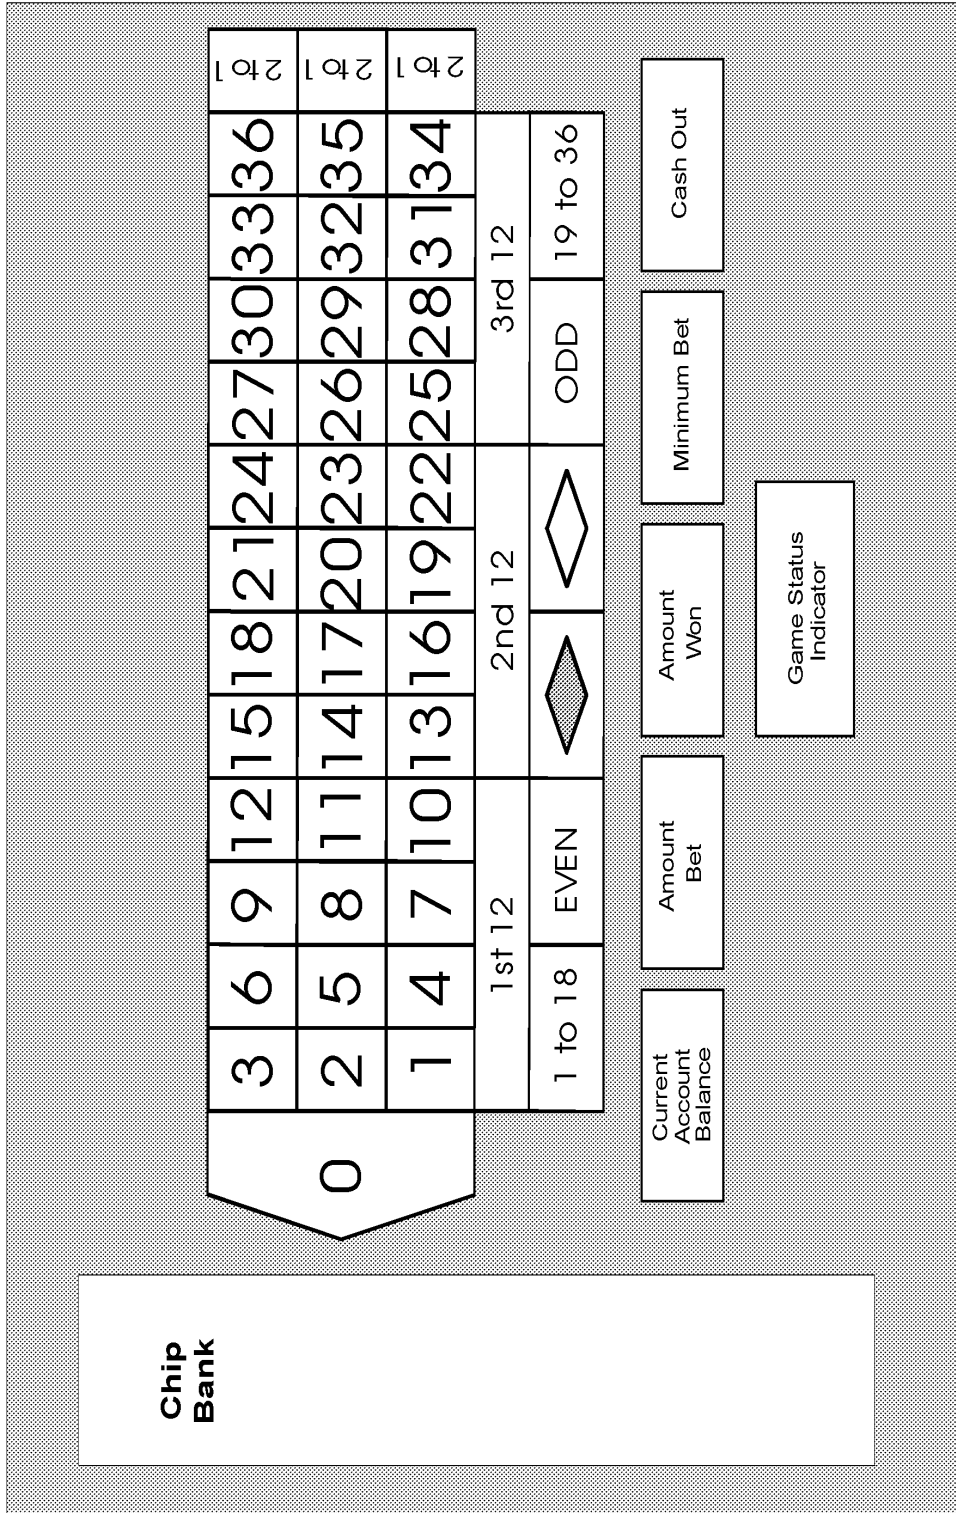 Chip
Bank
0
3 6 9 12 15 18 21 24 27 30 33 36 2 to 1
2 5 8 11 14 17 20 23 26 29 32 35 2 to 1
1 4 7 10 13 16 19 22 25 28 31 34 2 to 1
1st 12 2nd 12 3rd 12
1 to 18 EVEN ODD 19 to 36
Current
Account
Balance
Amount
Bet
Amount
Won
Minimum Bet
Cash Out
Game Status
Indicator